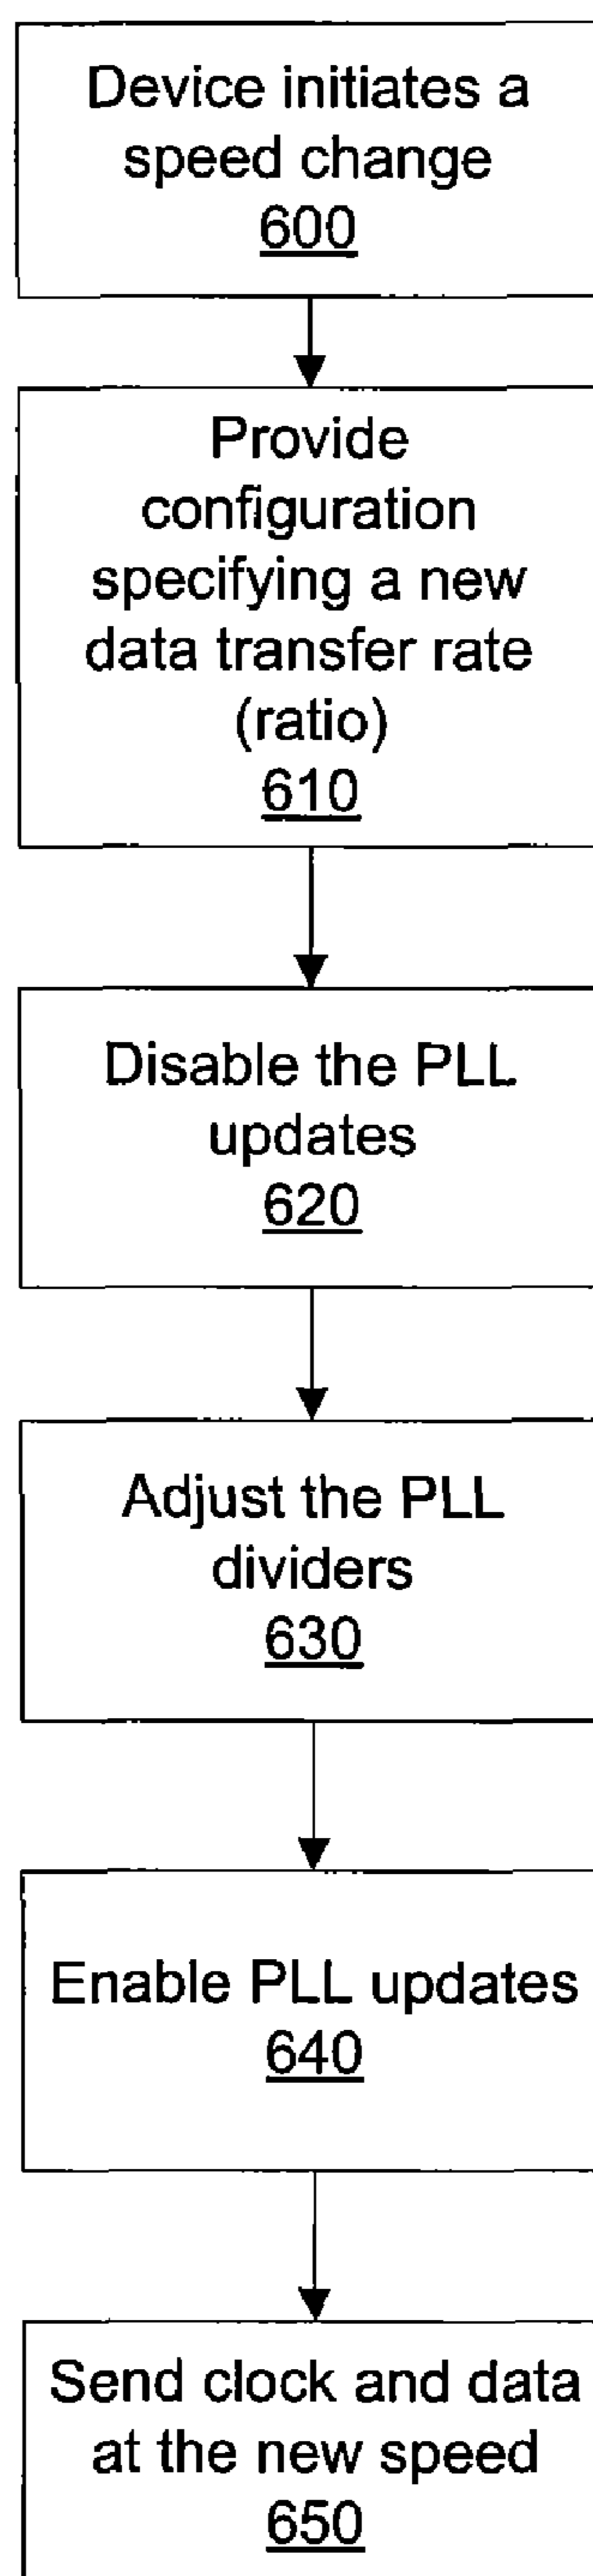 Device initiates a
speed change
600
Provide
configuration
specifying a new
data transfer rate
(ratio)
610
Disable the PLL
updates
620
Adjust the PLL
dividers
630
Enable PLL updates
640
Send clock and data
at the new speed
650